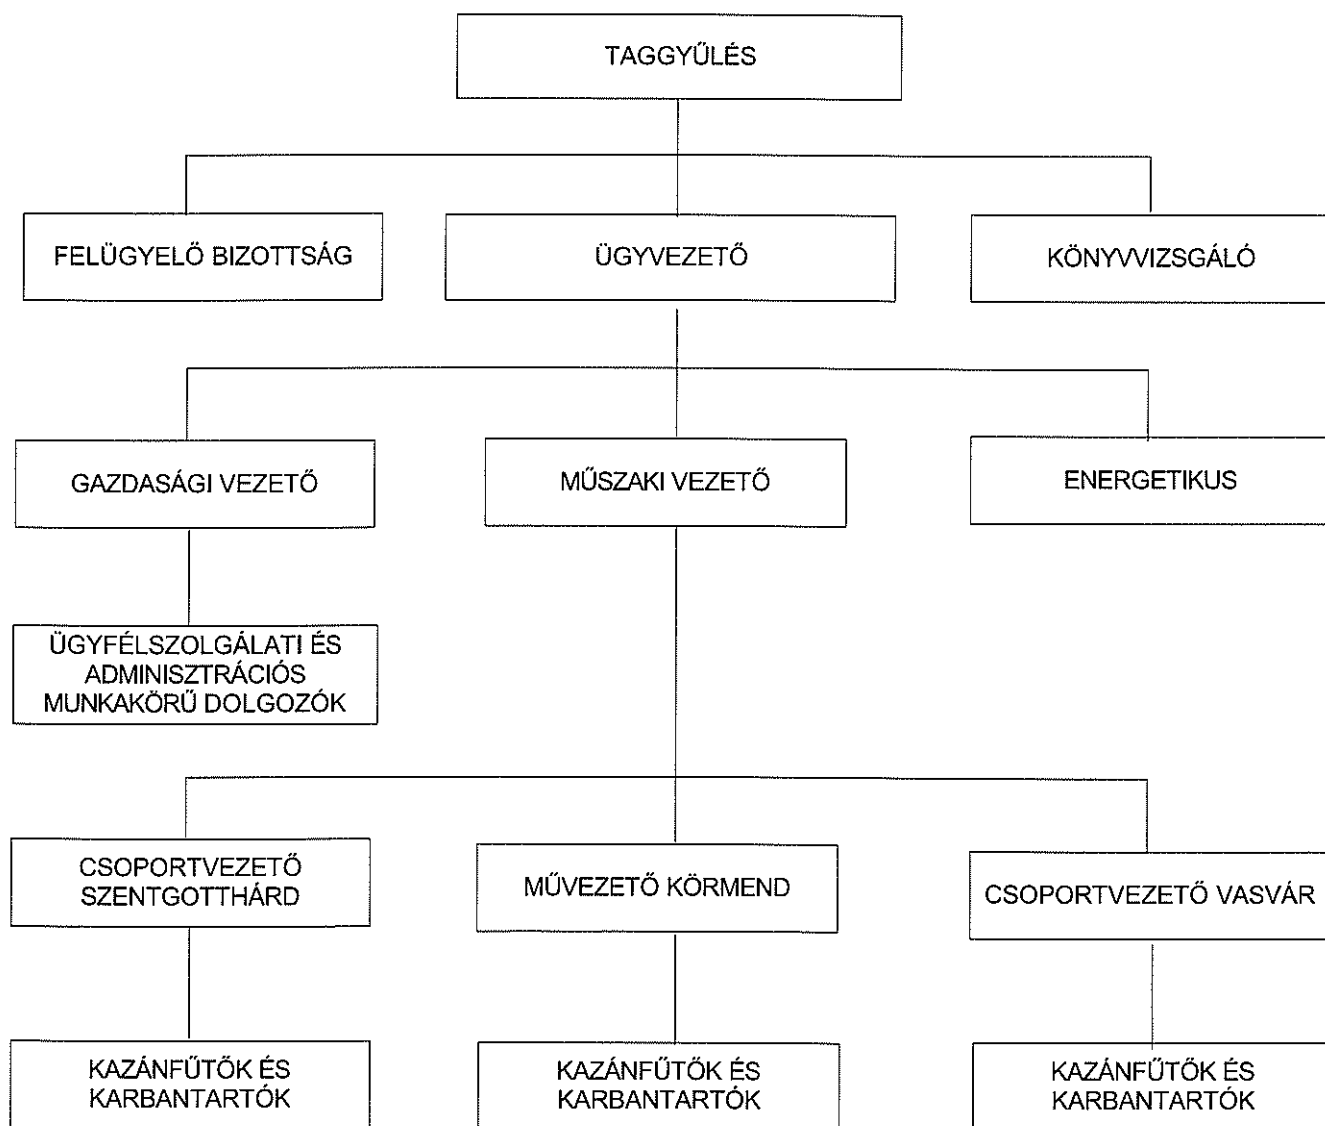 TAGGYŰLÉS
FELÜGYELŐ BIZOTTSÁG
ÜGYVEZETŐ
KÖNYVVIZSGÁLÓ
GAZDASÁGI VEZETŐ
MŰSZAKI VEZETŐ
ENERGETIKUS
ÜGYFÉLSZOLGÁLATI ÉS
ADMINISZTRÁCIÓS
MUNKAKÖRŰ DOLGOZÓK
CSOPORTVEZETŐ
SZENTGOTTHÁRD
MŰVEZETŐ KÖRMEND
CSOPORTVEZETŐ VASVÁR
KAZÁNFŰTŐK ÉS
KARBANTARTÓK
KAZÁNFŰTŐK ÉS
KARBANTARTÓK
KAZÁNFŰTŐK ÉS
KARBANTARTÓK